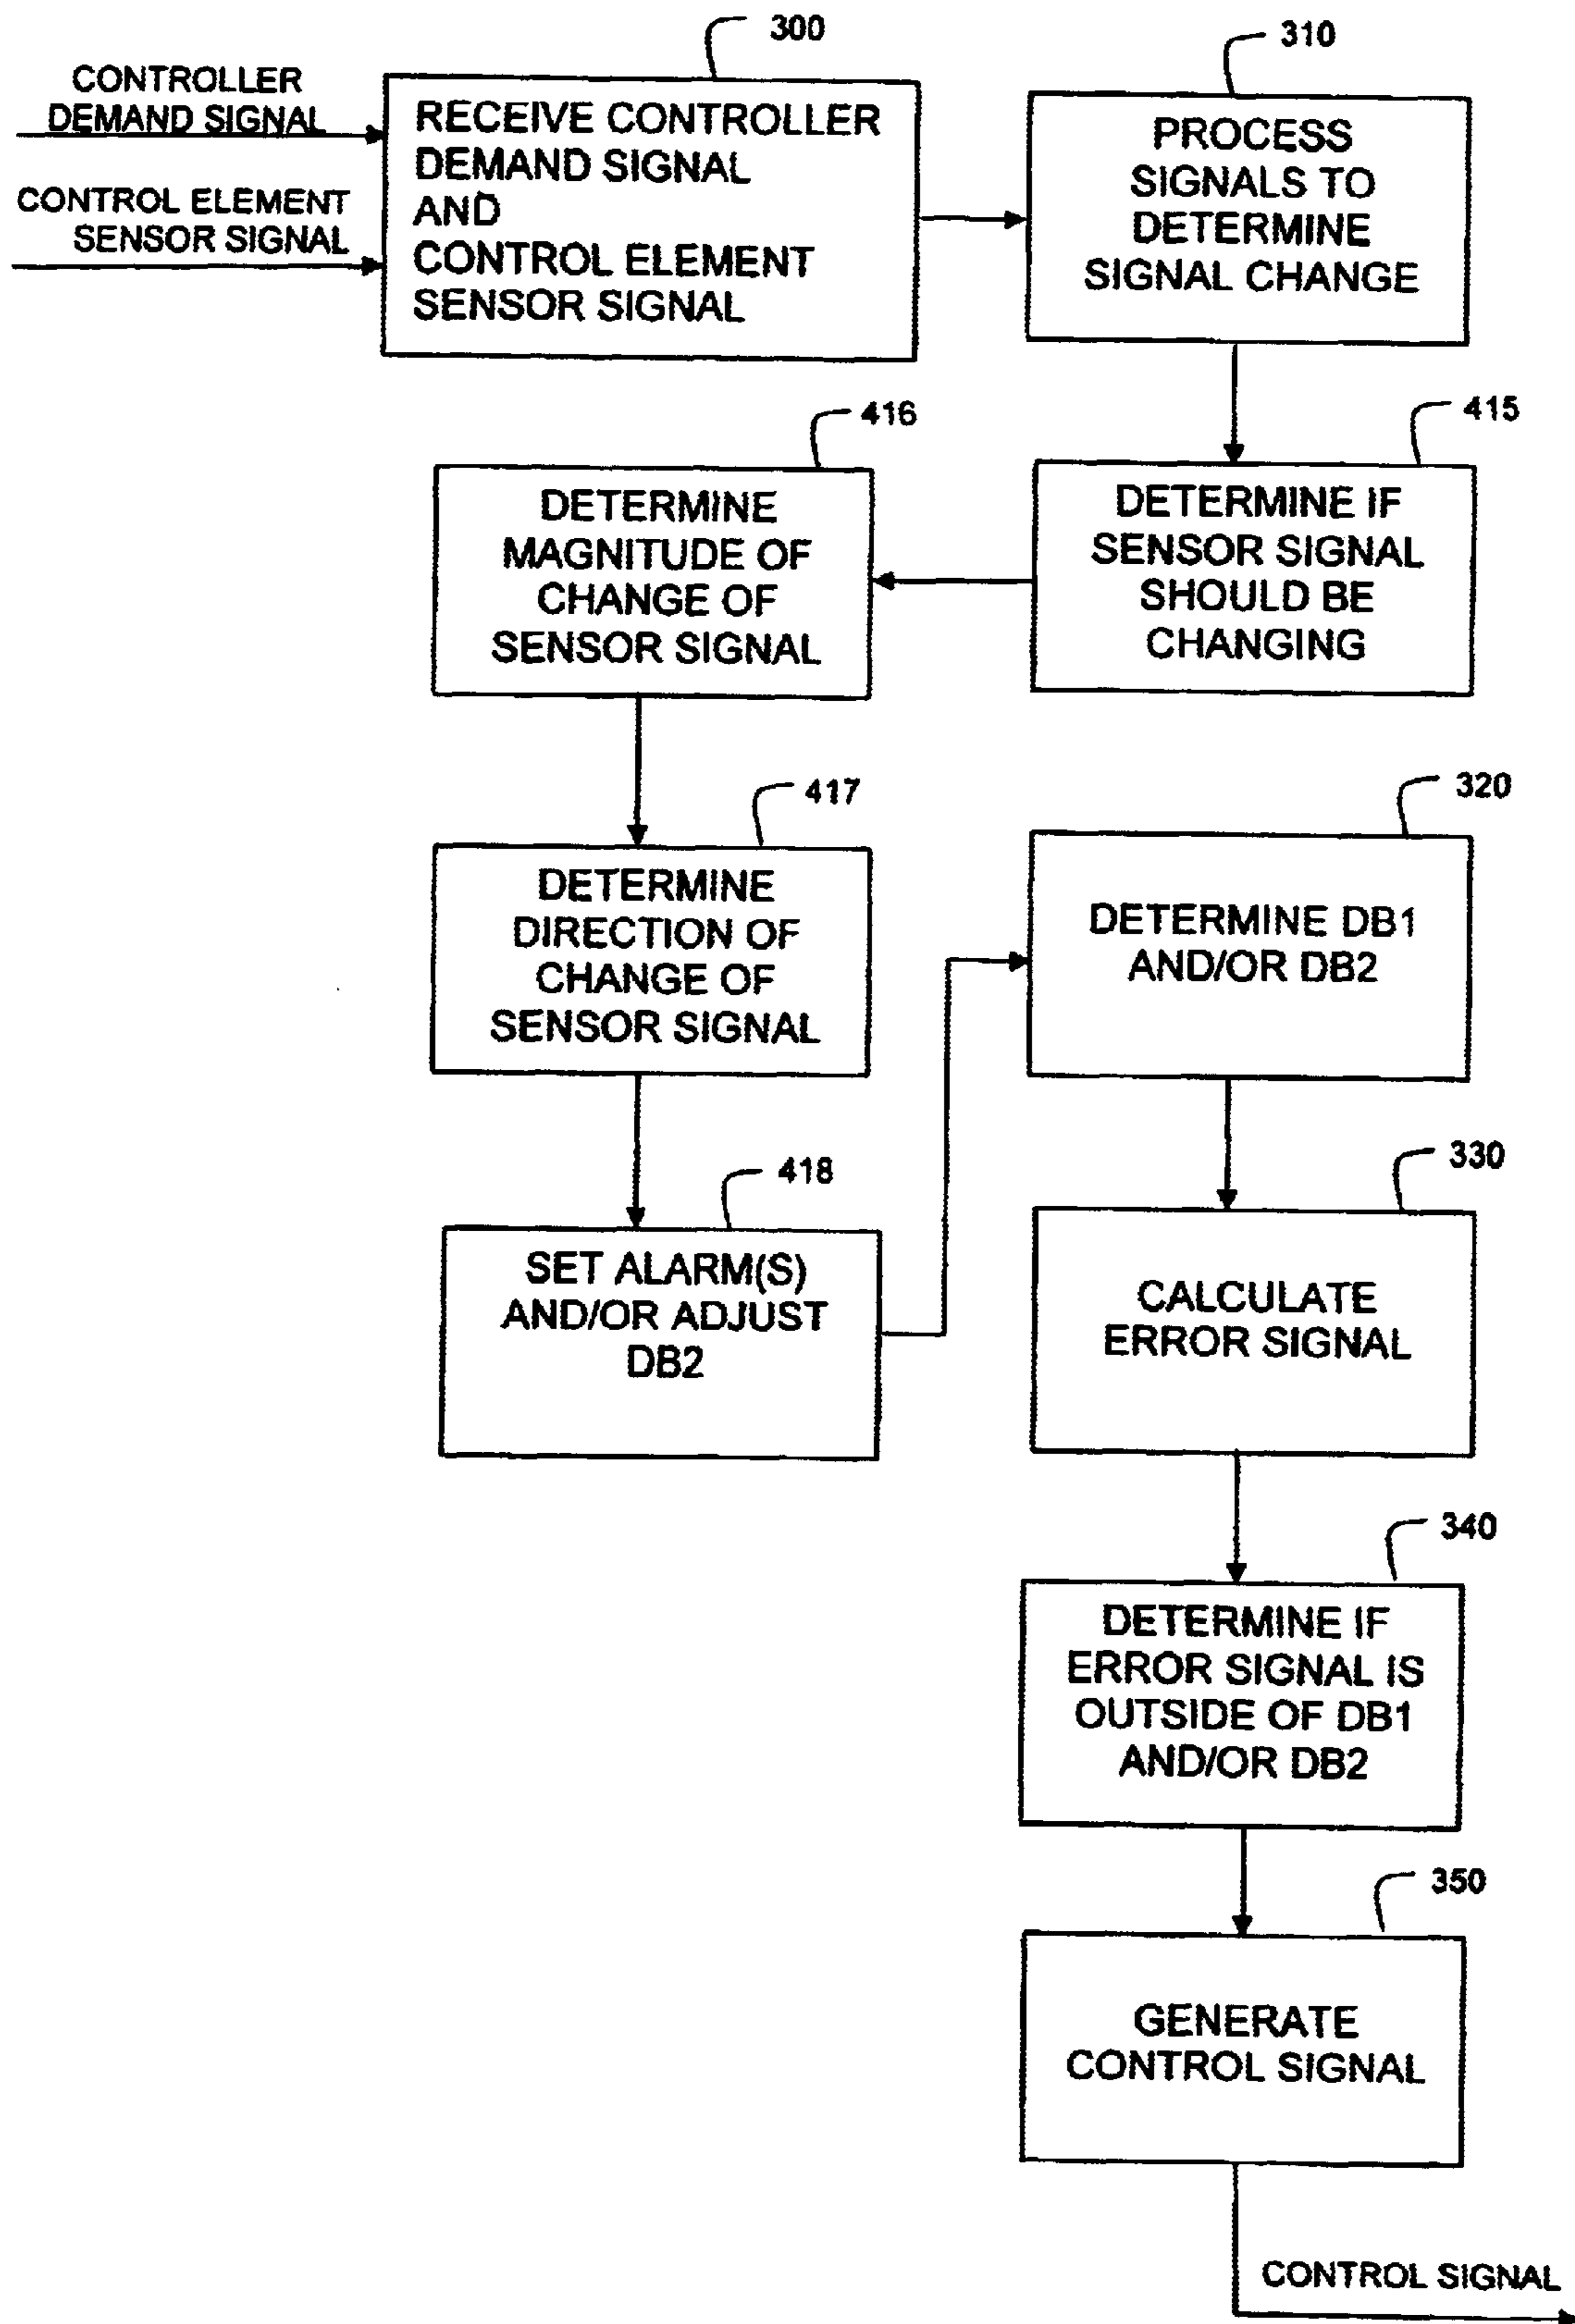 300
CONTROLLER
DEMAND SIGNAL
CONTROL ELEMENT
SENSOR SIGNAL
RECEIVE CONTROLLER
DEMAND SIGNAL
AND
CONTROL ELEMENT
SENSOR SIGNAL
310
PROCESS
SIGNALS TO
DETERMINE
SIGNAL CHANGE
415
DETERMINE IF
SENSOR SIGNAL
SHOULD BE
CHANGING
416
DETERMINE
MAGNITUDE OF
CHANGE OF
SENSOR SIGNAL
417
DETERMINE
DIRECTION OF
CHANGE OF
SENSOR SIGNAL
418
SET ALARM(S)
AND/OR ADJUST
DB2
320
DETERMINE DB1
AND/OR DB2
330
CALCULATE
ERROR SIGNAL
340
DETERMINE IF
ERROR SIGNAL IS
OUTSIDE OF DB1
AND/OR DB2
350
GENERATE
CONTROL SIGNAL
CONTROL SIGNAL